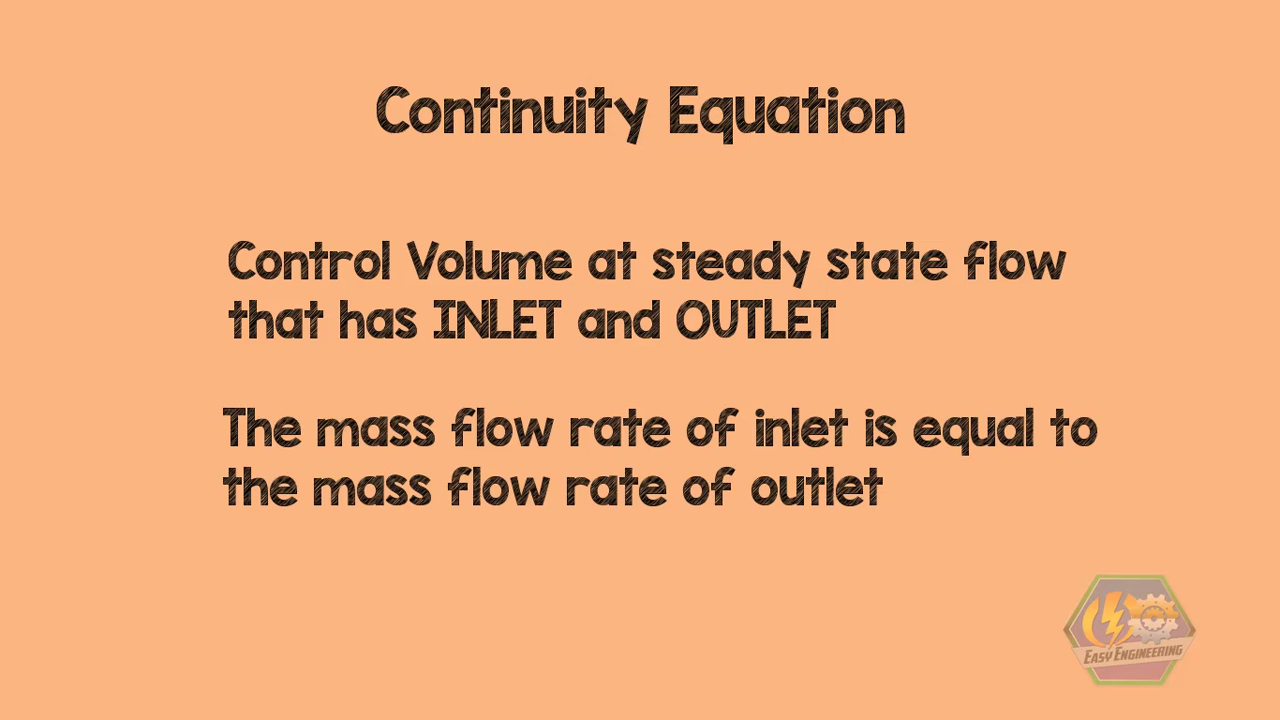 Continuity Equation
Control Volume at steady state flow
that has INLET and OUTLET
The mass flow rate of inlet is equal to
the mass flow rate of outlet
EASY ENGINEERING